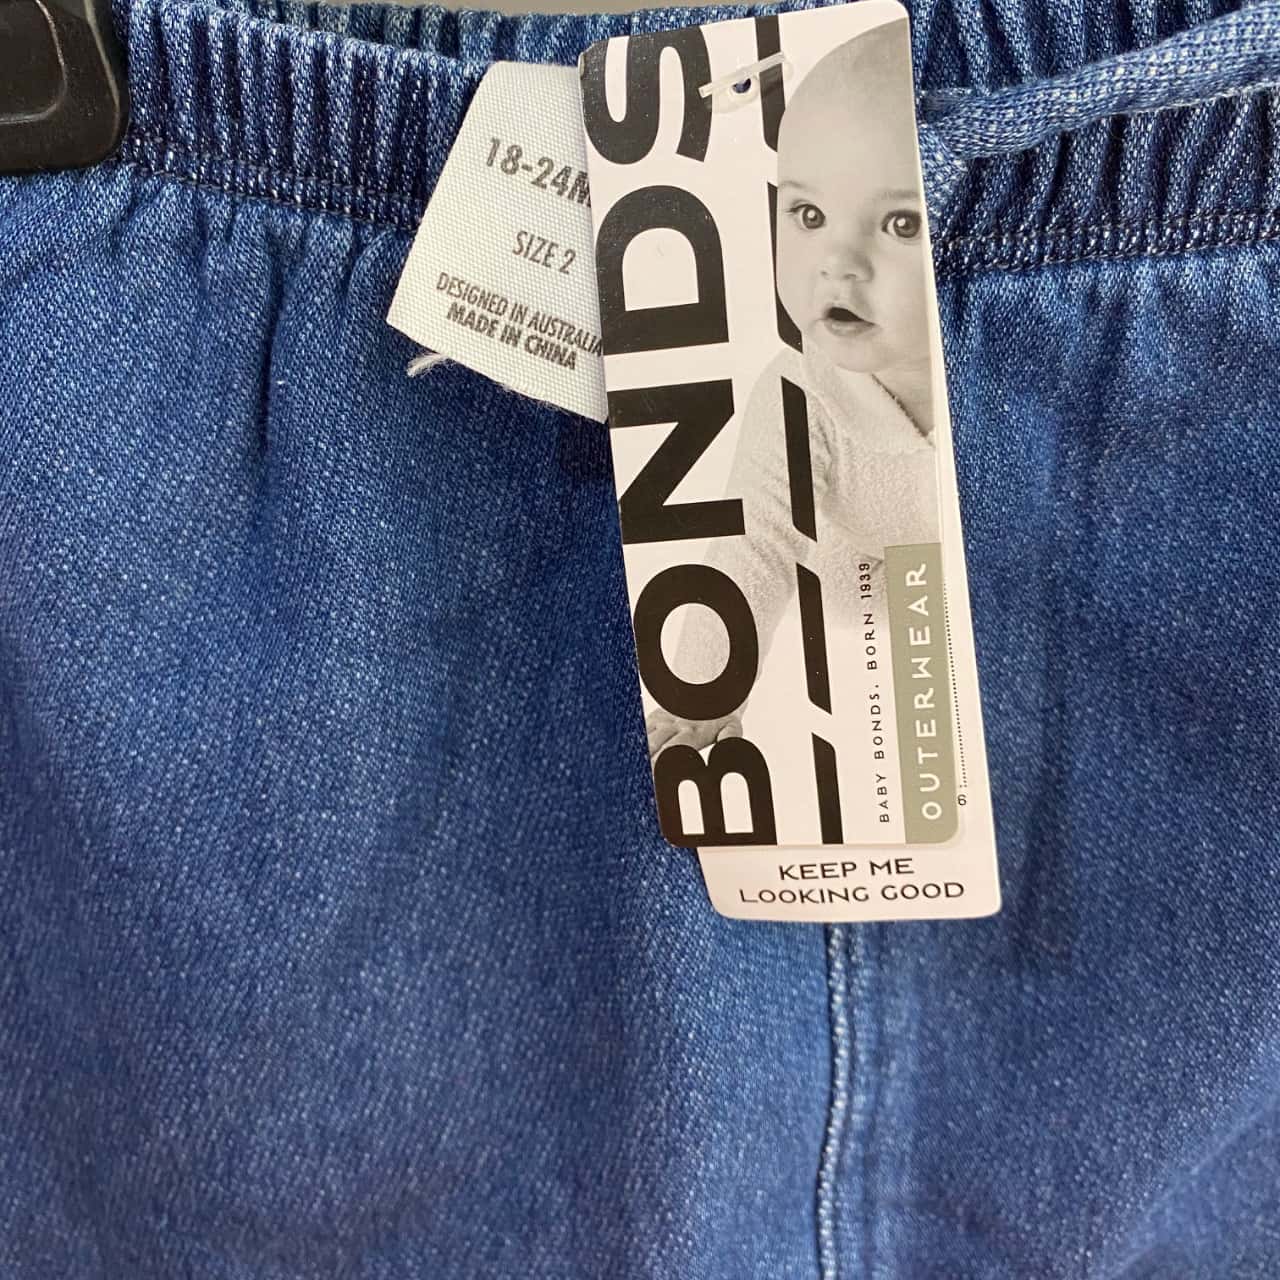 18-24M
SIZE 2
DESIGNED IN AUSTRALIA
MADE IN CHINA
BONDS
BABY BONDS. BORN 1939
OUTERWEAR
KEEP ME
LOOKING GOOD